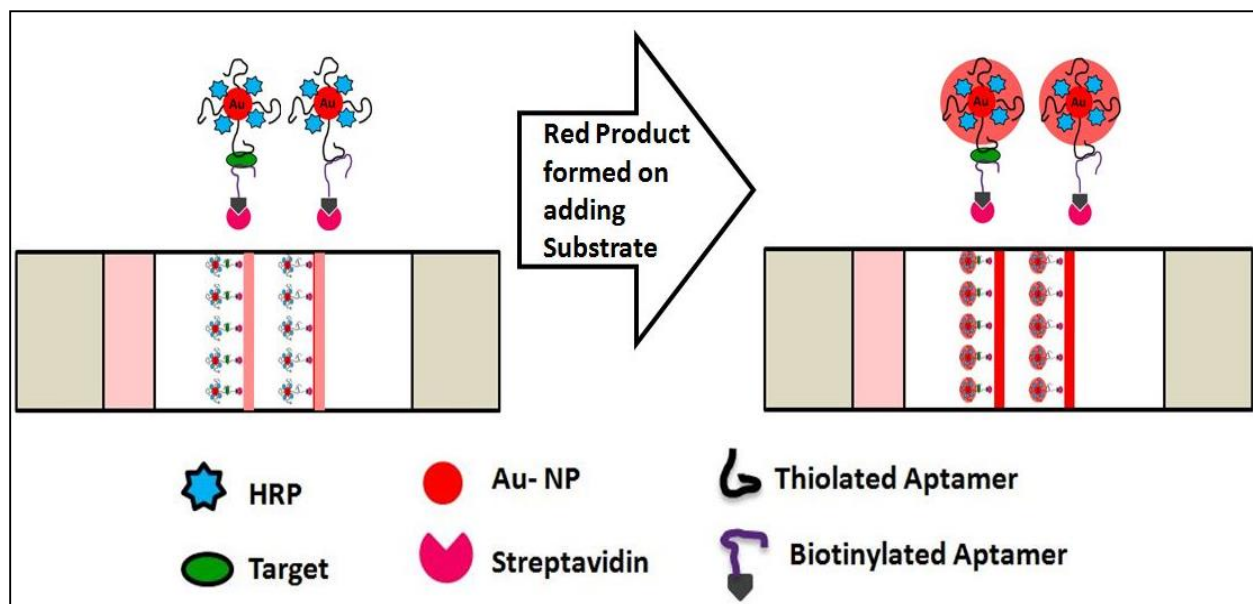 Au
Au
Red Product
formed on
adding
Substrate
Au
Au
HRP
Au- NP
Thiolated Aptamer
Target
Streptavidin
Biotinylated Aptamer